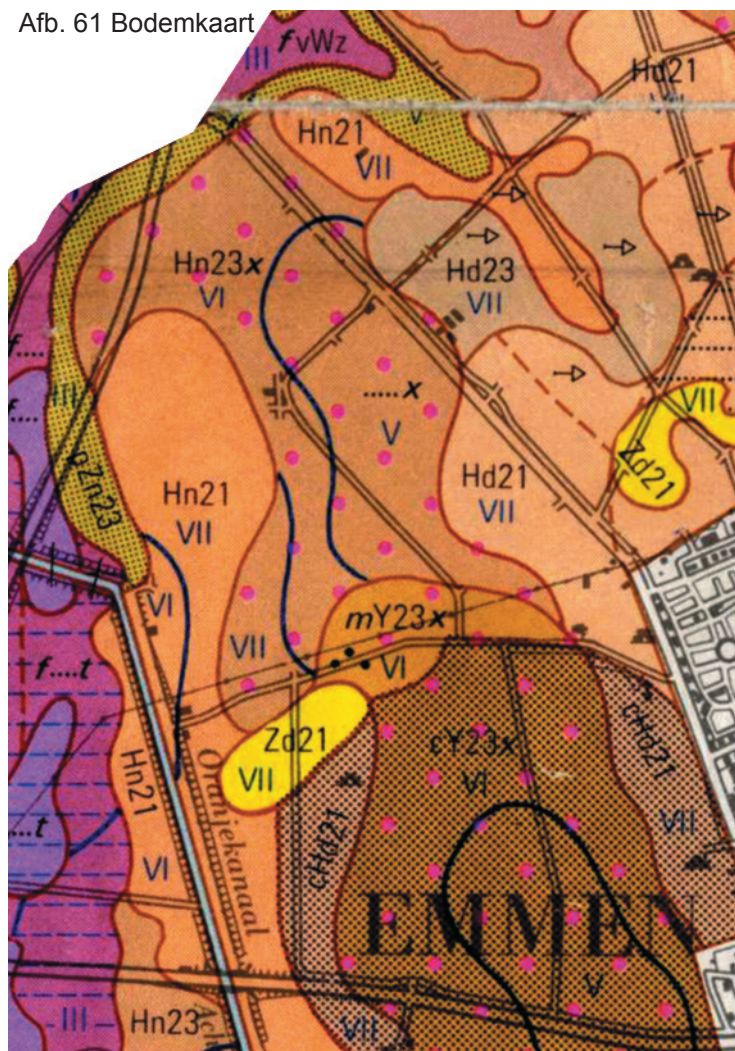 Afb. 61 Bodemkaart
fvWz
III
Hd21
V
Hn21
VII
Hn23x
VI
Hd23
VII
f....
III
.....x
V
VII
Zd21
gZn23
Hn21
VII
Hd21
VII
VI
mY23x
VI
VII
f....t
Zd21
VII
cY23x
VI
cHd21
VII
Hn21
VI
Oranjekanaal
cHd21
...t
EMMEN
V
III
Hn23
VII